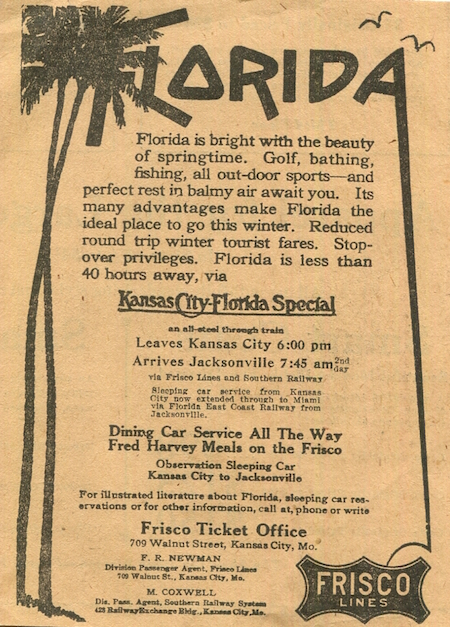 FLORIDA
Florida is bright with the beauty
of springtime. Golf, bathing,
fishing, all out-door sports—and
perfect rest in balmy air await you. Its
many advantages make Florida the
ideal place to go this winter. Reduced
round trip winter tourist fares. Stop-
over privileges. Florida is less than
40 hours away, via
Kansas City-Florida Special
an all-steel through train
Leaves Kansas City 6:00 pm
Arrives Jacksonville 7:45 am 2nd day
via Frisco Lines and Southern Railway
Sleeping car service from Kansas
City now extended through to Miami
via Florida East Coast Railway from
Jacksonville.
Dining Car Service All The Way
Fred Harvey Meals on the Frisco
Observation Sleeping Car
Kansas City to Jacksonville
For illustrated literature about Florida, sleeping car res-
ervations or for other information, call at, phone or write
Frisco Ticket Office
709 Walnut Street, Kansas City, Mo.
F. R. NEWMAN
Division Passenger Agent, Frisco Lines
709 Walnut St., Kansas City, Mo.
M. COXWELL
Dis. Pass. Agent, Southern Railway System
423 Railway Exchange Bldg., Kansas City, Mo.
FRISCO
LINES